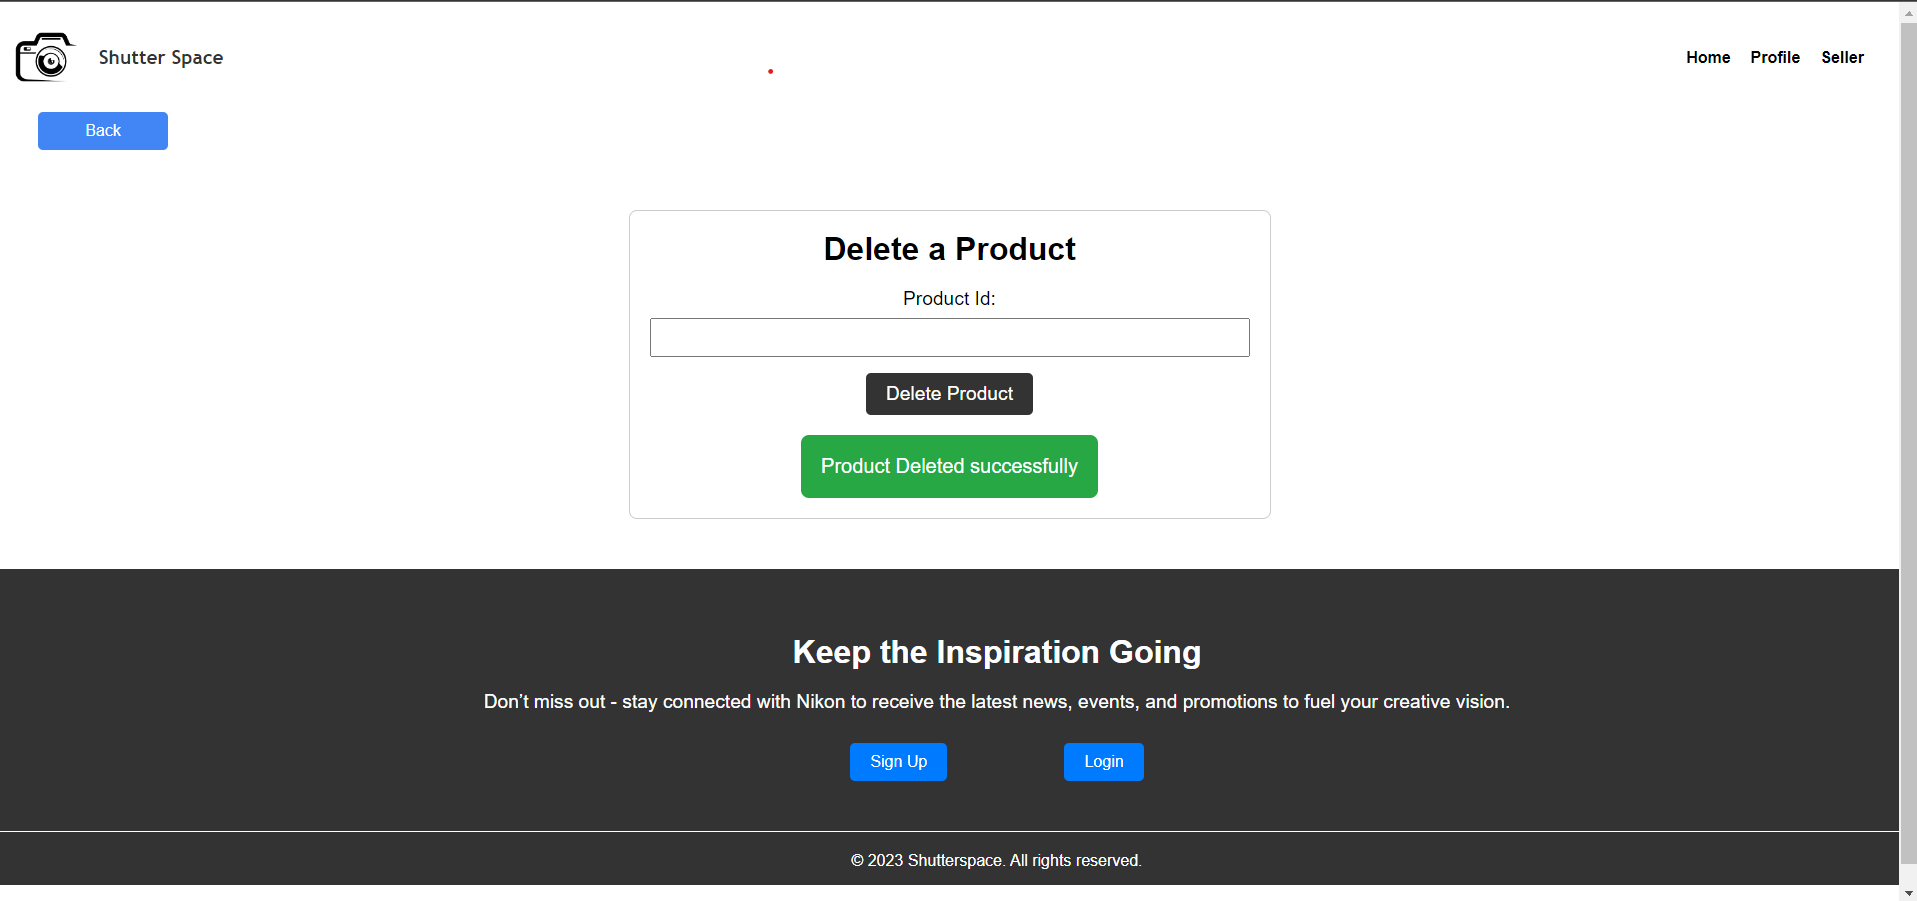 Shutter Space
Home Profile Seller
Back
Delete a Product
Product Id:
Delete Product
Product Deleted successfully
Keep the Inspiration Going
Don’t miss out - stay connected with Nikon to receive the latest news, events, and promotions to fuel your creative vision.
Sign Up Login
© 2023 Shutterspace. All rights reserved.